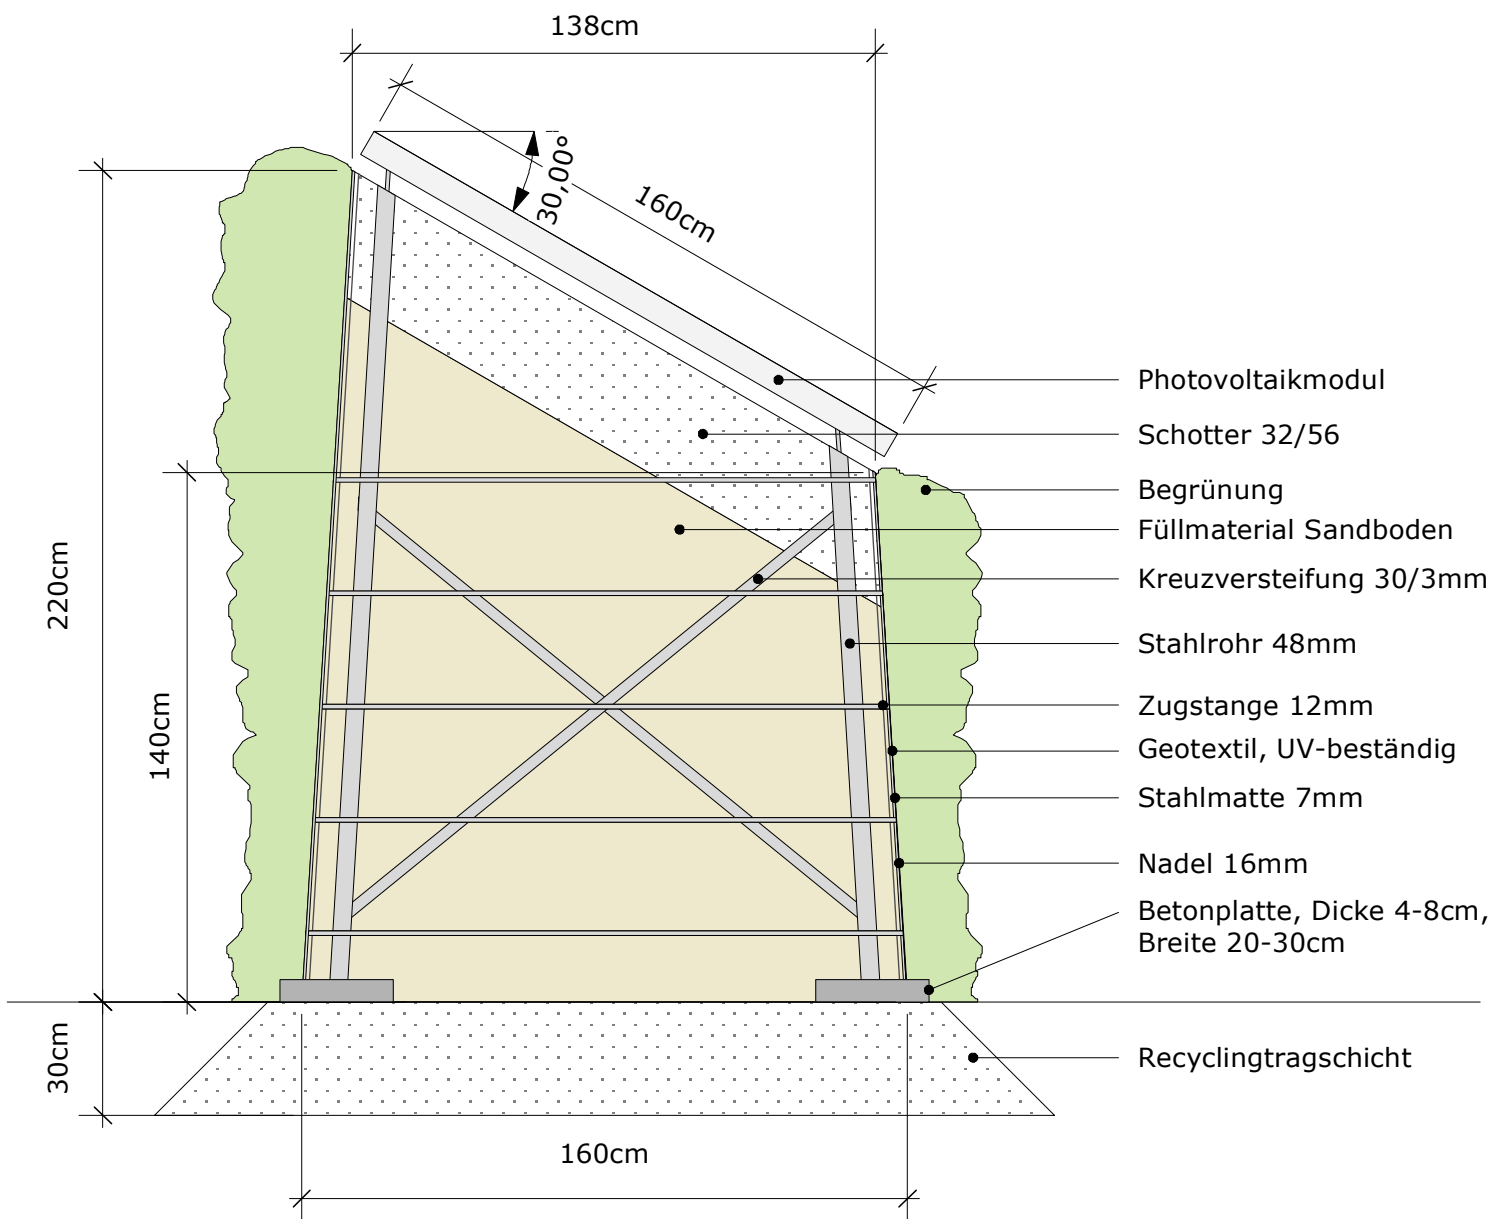 138cm
30,00°
160cm
220cm
140cm
30cm
Photovoltaikmodul
Schotter 32/56
Begrünung
Füllmaterial Sandboden
Kreuzversteifung 30/3mm
Stahlrohr 48mm
Zugstange 12mm
Geotextil, UV-beständig
Stahlmatte 7mm
Nadel 16mm
Betonplatte, Dicke 4-8cm,
Breite 20-30cm
Recyclingtragschicht
160cm